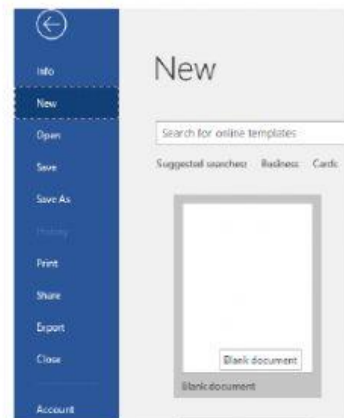 Info
New
Open
Save
Save As
History
Print
Share
Export
Close
Account
New
Search for online templates
Suggested searches: Business Cards
Blank document
Blank document